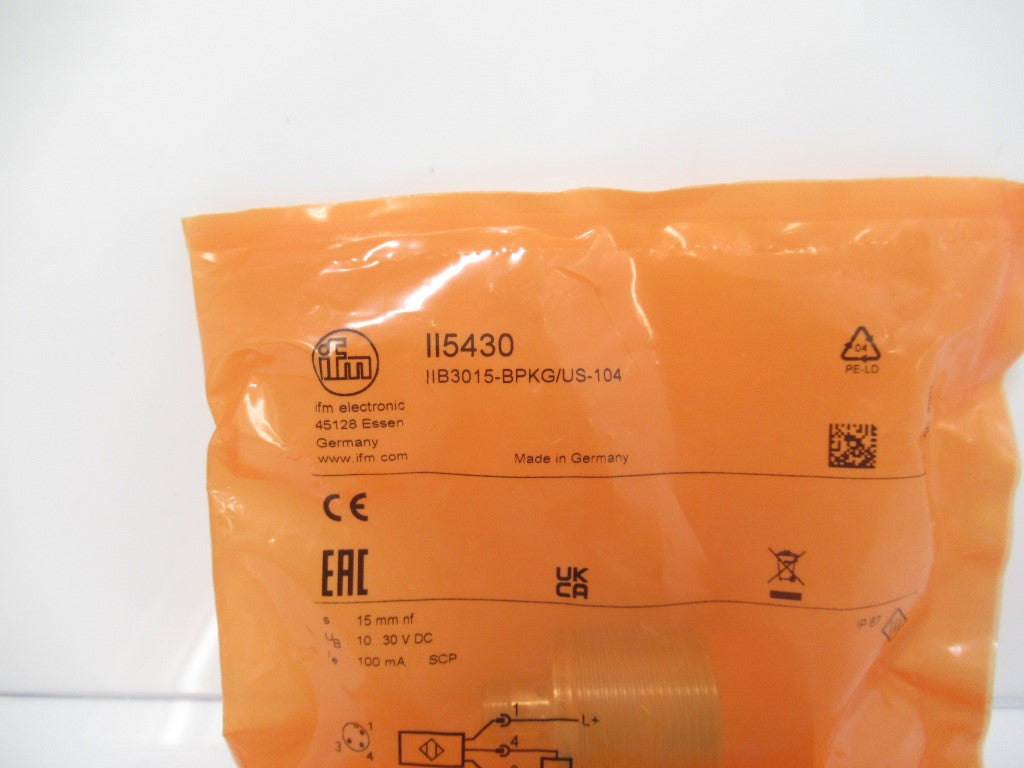 ifm
II5430
IIB3015-BPKG/US-104
ifm electronic
45128 Essen
Germany
www.ifm.com
Made in Germany
04
PE-LD
CE
EAC
UK
CA
s 15 mm nf
UB 10...30 V DC
Ie 100 mA SCP
IP 67
1
3
4
1
L+
4